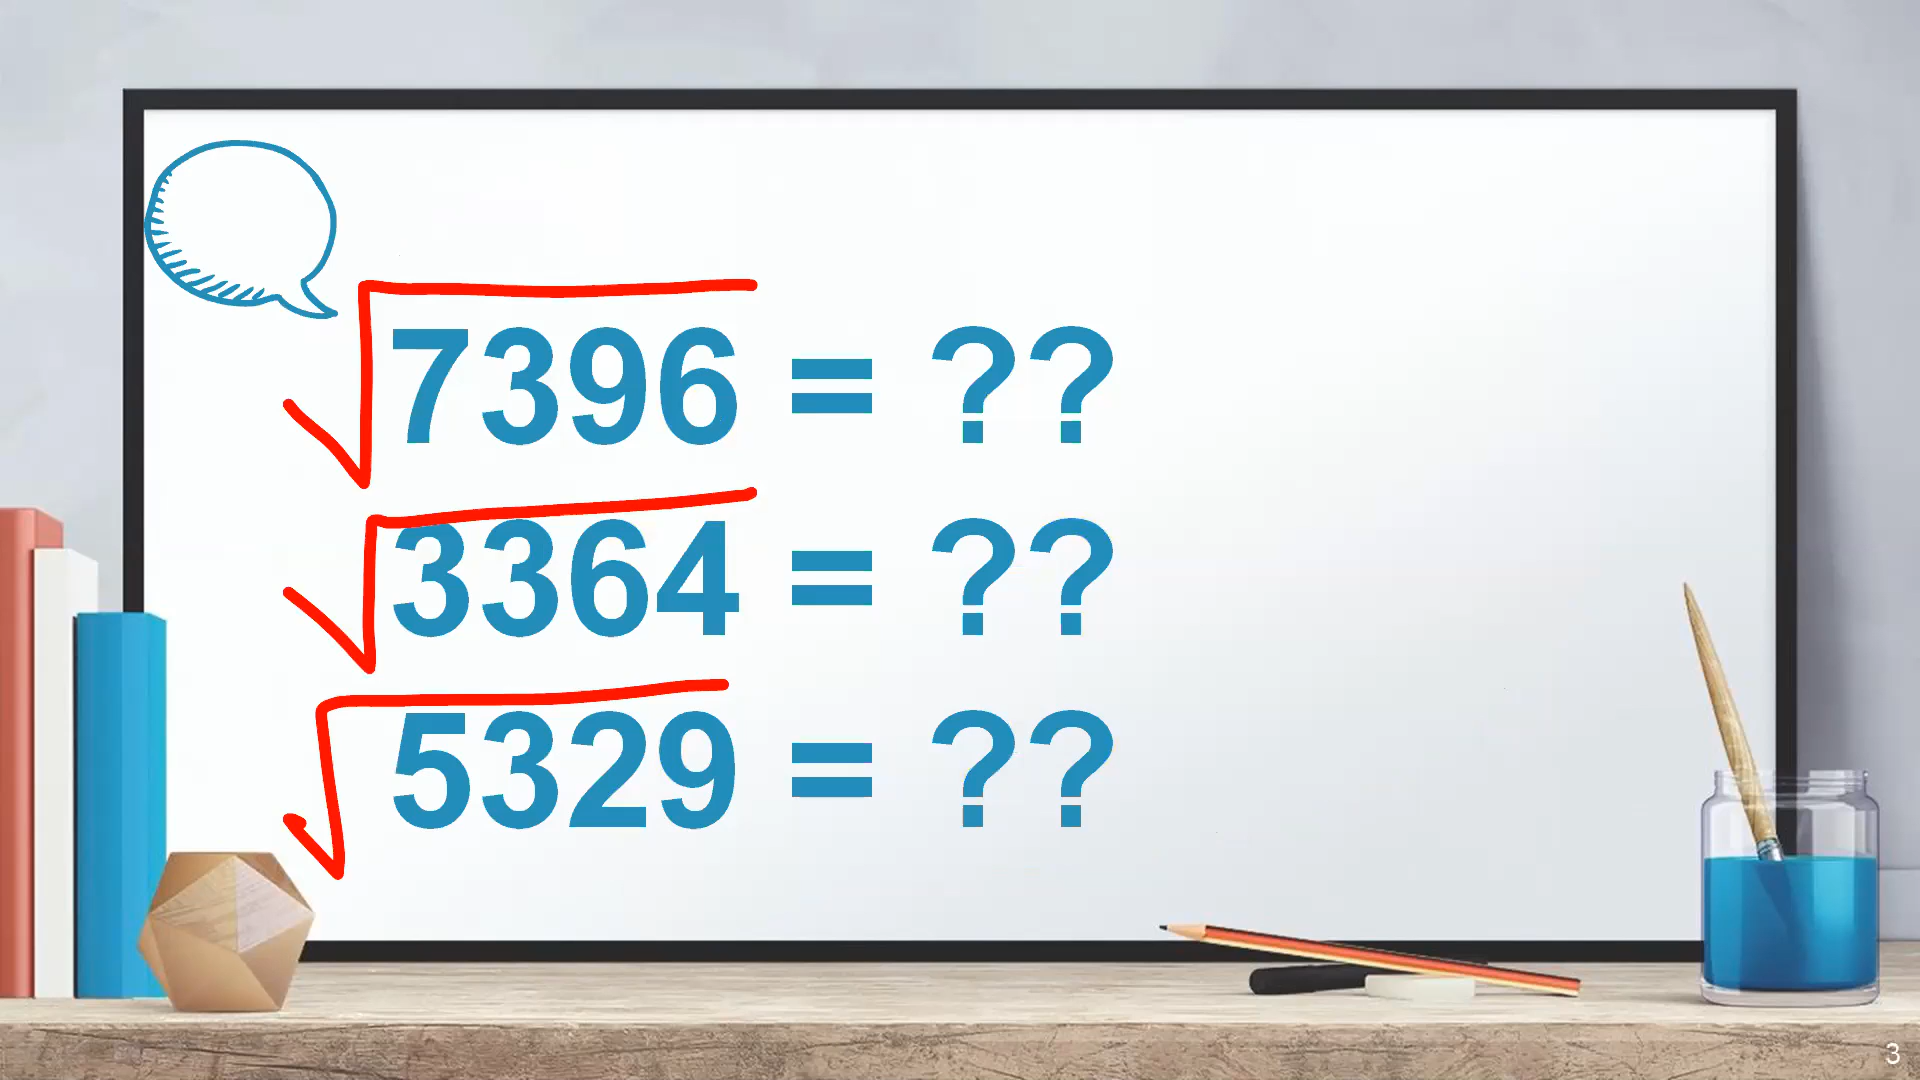 √7396 = ??
√3364 = ??
√5329 = ??
3